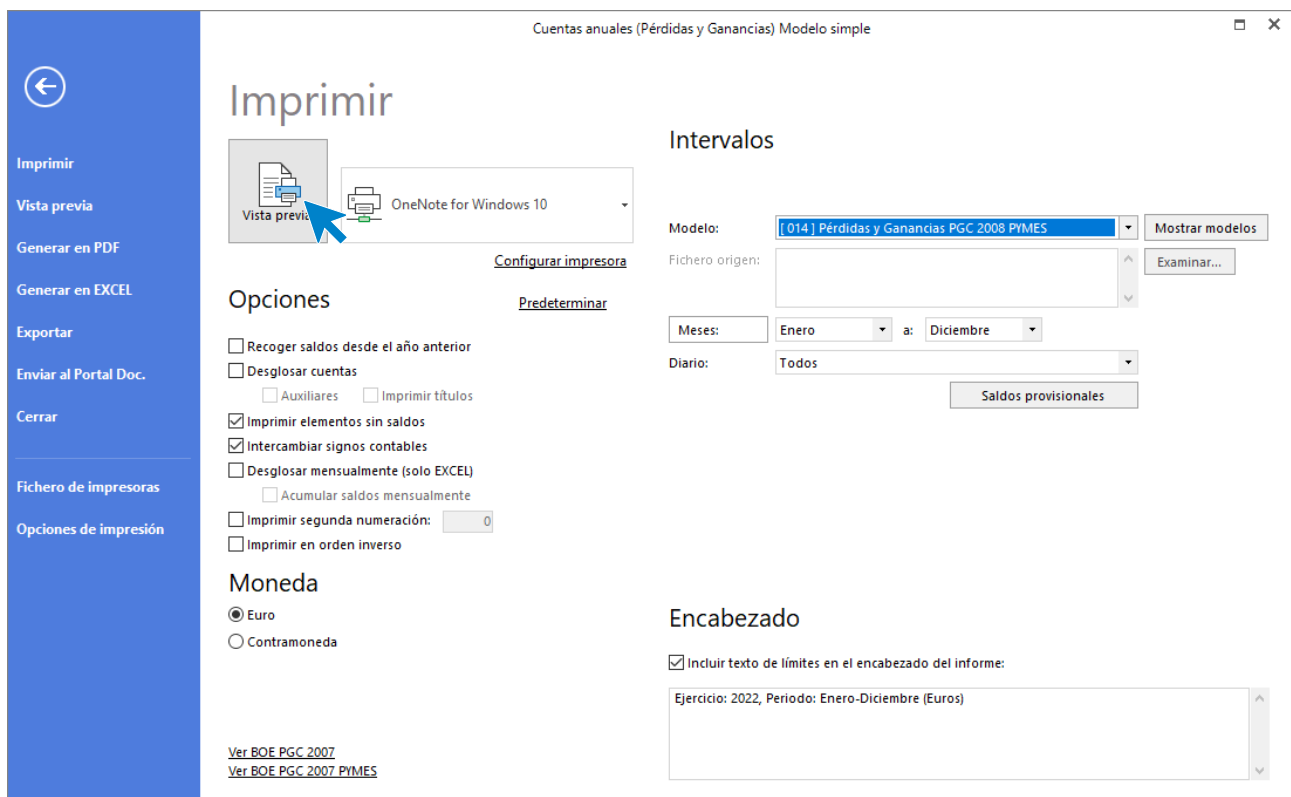 Cuentas anuales (Pérdidas y Ganancias) Modelo simple
Imprimir
Vista previa
Generar en PDF
Generar en EXCEL
Exportar
Enviar al Portal Doc.
Cerrar
Fichero de impresoras
Opciones de impresión
Imprimir
Vista previa
OneNote for Windows 10
Configurar impresora
Opciones
Predeterminar
Recoger saldos desde el año anterior
Desglosar cuentas
Auxiliares Imprimir títulos
Imprimir elementos sin saldos
Intercambiar signos contables
Desglosar mensualmente (solo EXCEL)
Acumular saldos mensualmente
Imprimir segunda numeración: 0
Imprimir en orden inverso
Moneda
Euro
Contramoneda
Ver BOE PGC 2007
Ver BOE PGC 2007 PYMES
Intervalos
Modelo: [ 014 ] Pérdidas y Ganancias PGC 2008 PYMES Mostrar modelos
Fichero origen: Examinar...
Meses: Enero a: Diciembre
Diario: Todos
Saldos provisionales
Encabezado
Incluir texto de límites en el encabezado del informe:
Ejercicio: 2022, Periodo: Enero-Diciembre (Euros)